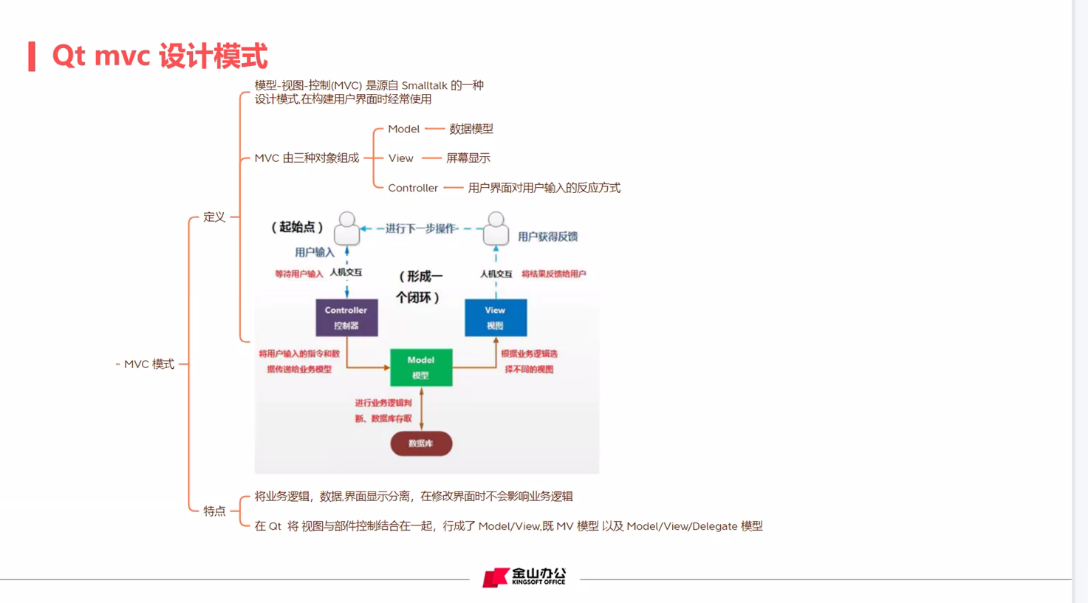 Qt mvc 设计模式
模型-视图-控制(MVC) 是源自 Smalltalk 的一种
设计模式,在构建用户界面时经常使用
Model 数据模型
MVC 由三种对象组成 View 屏幕显示
Controller 用户界面对用户输入的反应方式
定义
(起始点) 进行下一步操作 用户获得反馈
用户输入
等待用户输入 人机交互 (形成一 人机交互 将结果反馈给用户
个闭环)
Controller View
控制器 视图
将用户输入的指令和数 Model 根据业务逻辑选
据传递给业务模型 模型 择不同的视图
- MVC 模式
进行业务逻辑判
断、数据库存取
数据库
将业务逻辑，数据,界面显示分离，在修改界面时不会影响业务逻辑
特点
在 Qt 将 视图与部件控制结合在一起，行成了 Model/View,既 MV 模型 以及 Model/View/Delegate 模型
金山办公
KINGSOFT OFFICE